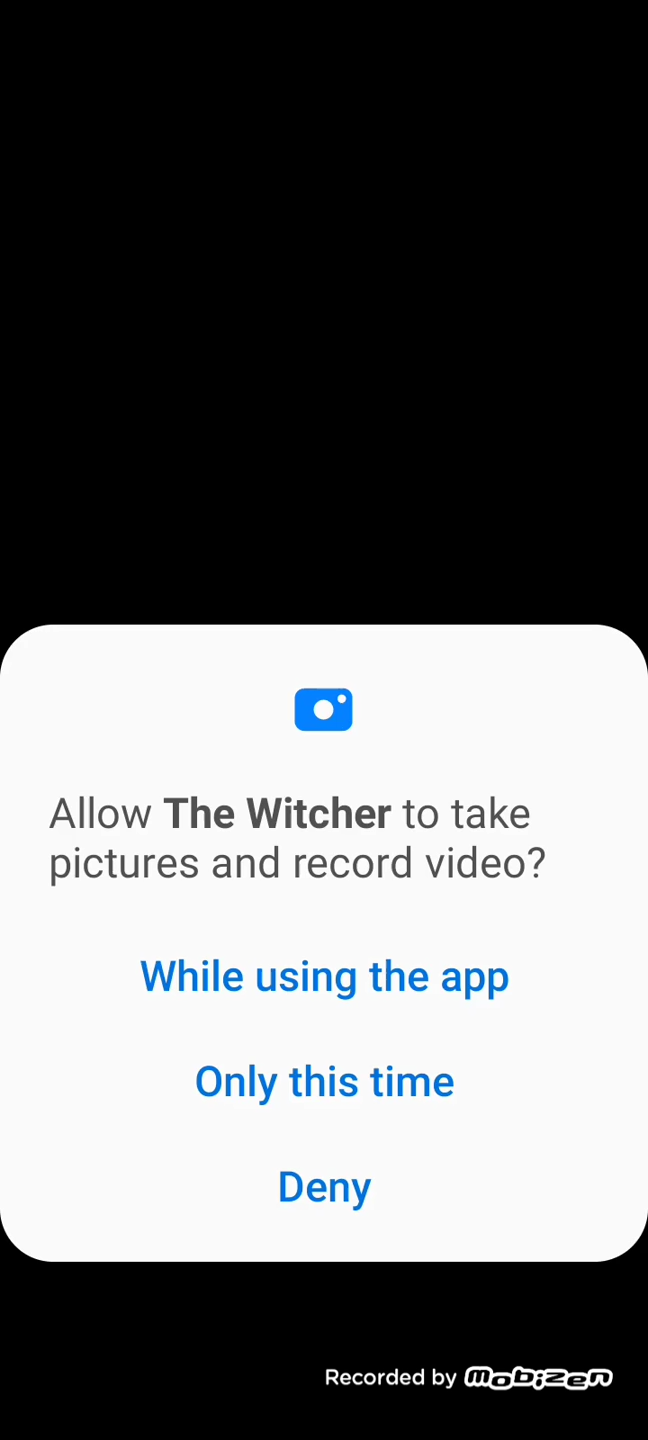 Allow The Witcher to take
pictures and record video?
While using the app
Only this time
Deny
Recorded by mobizen